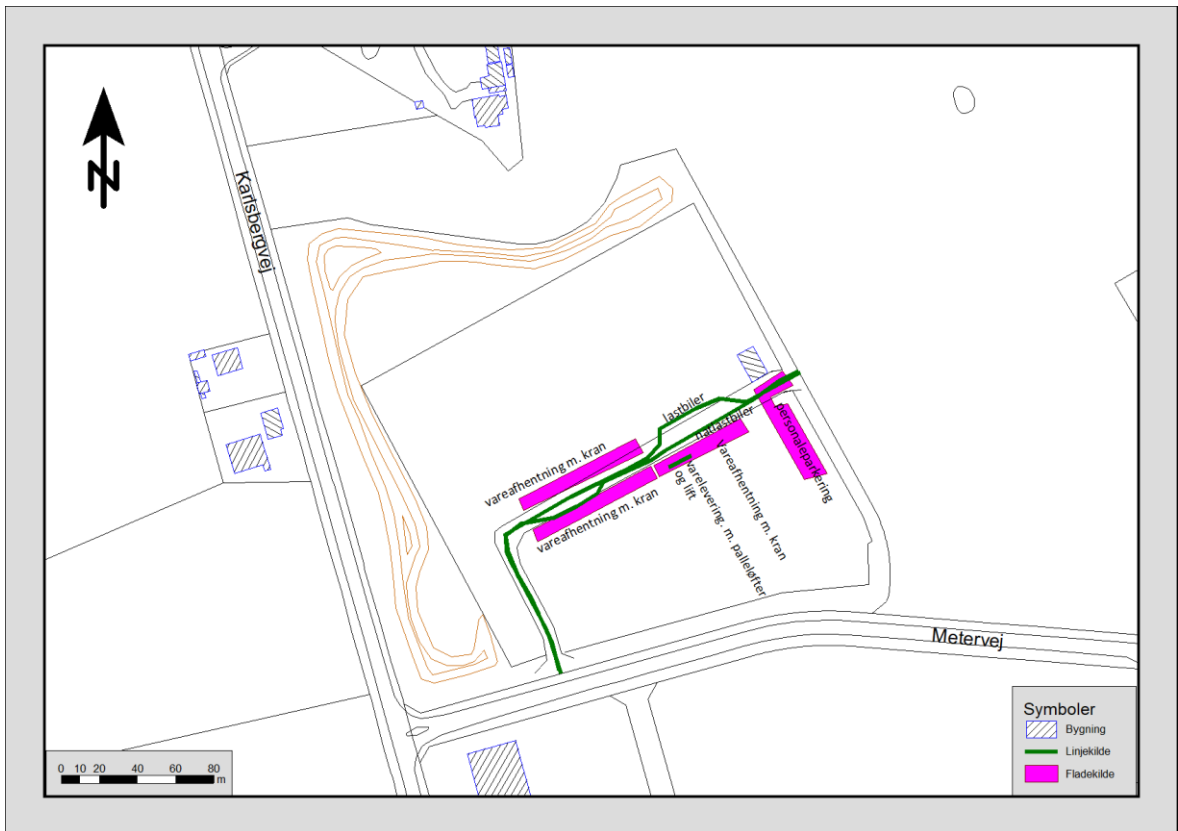 N
Karlsbergvej
lastbiler
natlastbiler
personaleparkering
vareafhentning m. kran
vareafhentning m. kran
vareafhentning m. kran
varelevering. m. palleløfter
og lift
Metervej
Symboler
Bygning
Linjekilde
Fladekilde
0 10 20 40 60 80
m